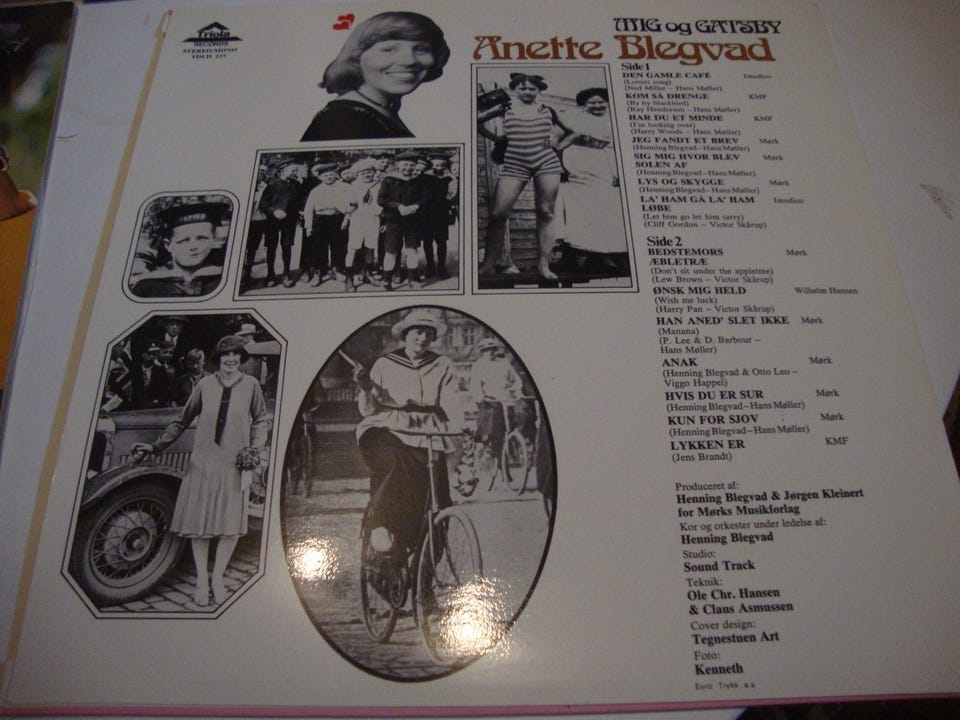 Triola
RECORDS
STEREO/MONO
TDLD 237
MIG og GATSBY
Anette Blegvad
Side 1
DEN GAMLE CAFÉ Imudico
(Lovers song)
(Ned Miller – Hans Møller)
KOM SÅ DRENGE KMF
(By by blackbird)
(Ray Henderson – Hans Møller)
HAR DU ET MINDE KMF
(I'm looking over)
(Harry Woods – Hans Møller)
JEG FANDT ET BREV Mørk
(Henning Blegvad – Hans Møller)
SIG MIG HVOR BLEV Mørk
SOLEN AF
(Henning Blegvad – Hans Møller)
LYS OG SKYGGE Mørk
(Henning Blegvad – Hans Møller)
LA' HAM GÅ LA' HAM Imudico
LØBE
(Let him go let him tarry)
(Cliff Gordon – Victor Skårup)
Side 2
BEDSTEMORS Mørk
ÆBLETRÆ
(Don't sit under the appletree)
(Lew Brown – Victor Skårup)
ØNSK MIG HELD Wilhelm Hansen
(Wish me luck)
(Harry Pan – Victor Skårup)
HAN ANED' SLET IKKE Mørk
(Manana)
(P. Lee & D. Barbour –
Hans Møller)
ANAK Mørk
(Henning Blegvad & Otto Leo –
Viggo Happel)
HVIS DU ER SUR Mørk
(Henning Blegvad – Hans Møller)
KUN FOR SJOV Mørk
(Henning Blegvad – Hans Møller)
LYKKEN ER KMF
(Jens Brandt)
Produceret af:
Henning Blegvad & Jørgen Kleinert
for Mørks Musikforlag
Kor og orkester under ledelse af:
Henning Blegvad
Studio:
Sound Track
Teknik:
Ole Chr. Hansen
& Claus Asmussen
Cover design:
Tegnestuen Art
Foto:
Kenneth
Euro Trykk a.s